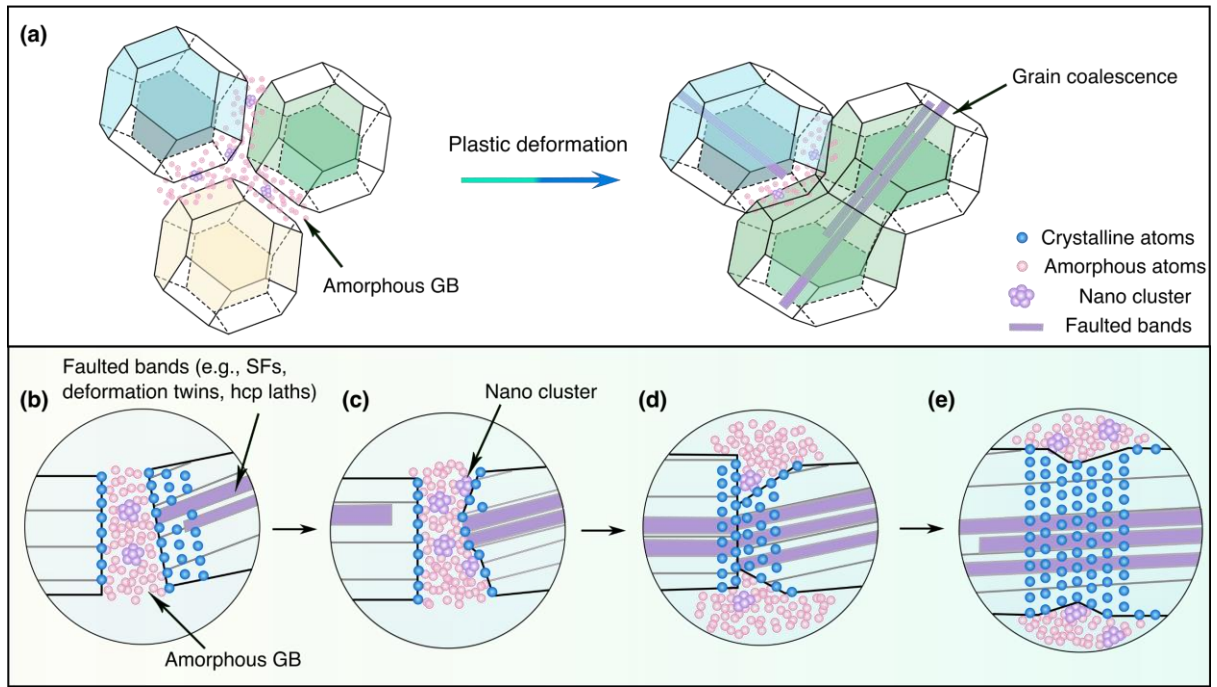 (a)
Grain coalescence
Plastic deformation
Amorphous GB
Crystalline atoms
Amorphous atoms
Nano cluster
Faulted bands
Faulted bands (e.g., SFs,
deformation twins, hcp laths)
(b)
(c)
Nano cluster
(d)
(e)
Amorphous GB